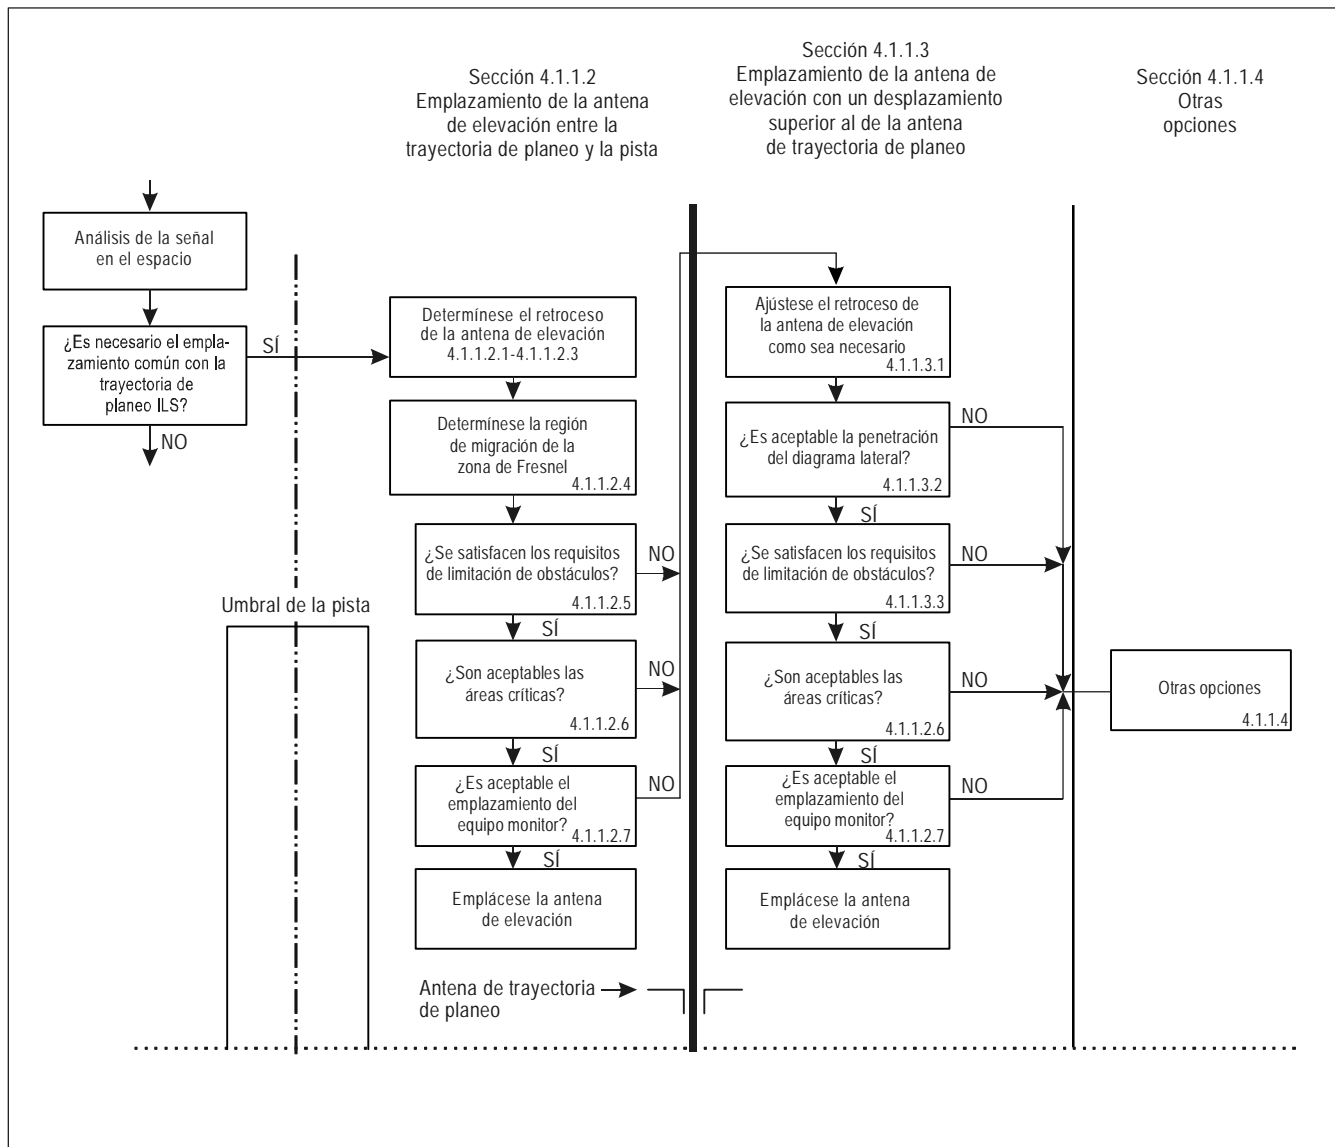 Sección 4.1.1.2
Emplazamiento de la antena
de elevación entre la
trayectoria de planeo y la pista
Sección 4.1.1.3
Emplazamiento de la antena de
elevación con un desplazamiento
superior al de la antena
de trayectoria de planeo
Sección 4.1.1.4
Otras
opciones
Análisis de la señal
en el espacio
¿Es necesario el empla-
zamiento común con la
trayectoria de
planeo ILS?
SÍ
NO
Umbral de la pista
Determínese el retroceso
de la antena de elevación
4.1.1.2.1-4.1.1.2.3
Determínese la región
de migración de la
zona de Fresnel
4.1.1.2.4
¿Se satisfacen los requisitos
de limitación de obstáculos?
4.1.1.2.5
NO
SÍ
¿Son aceptables las
áreas críticas?
4.1.1.2.6
NO
SÍ
¿Es aceptable el
emplazamiento del
equipo monitor?
4.1.1.2.7
NO
SÍ
Emplácese la antena
de elevación
Antena de trayectoria
de planeo
Ajústese el retroceso de
la antena de elevación
como sea necesario
4.1.1.3.1
¿Es aceptable la penetración
del diagrama lateral?
4.1.1.3.2
NO
SÍ
¿Se satisfacen los requisitos
de limitación de obstáculos?
4.1.1.3.3
NO
SÍ
¿Son aceptables las
áreas críticas?
4.1.1.2.6
NO
SÍ
¿Es aceptable el
emplazamiento del
equipo monitor?
4.1.1.2.7
NO
SÍ
Emplácese la antena
de elevación
Otras opciones
4.1.1.4